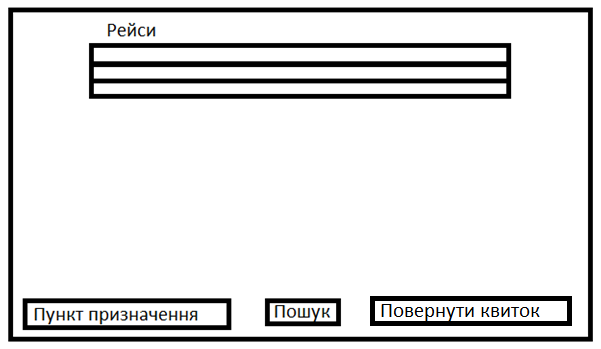 Рейси
Пункт призначення
Пошук
Повернути квиток